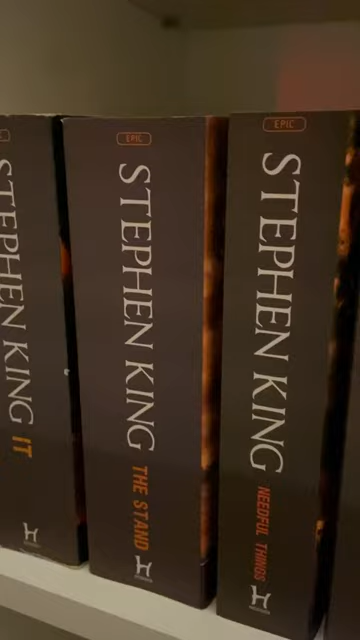 STEPHEN KING IT
EPIC
STEPHEN KING THE STAND
EPIC
STEPHEN KING NEEDFUL THINGS